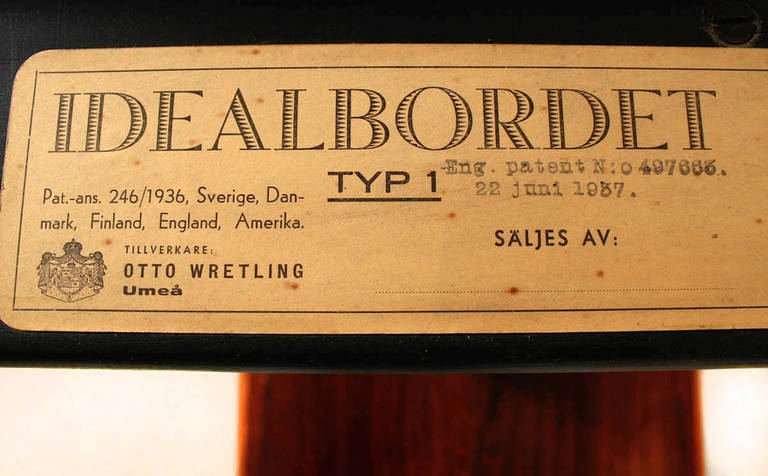 IDEALBORDET
TYP 1
Eng. patent N:o 497663.
22 juni 1937.
Pat.-ans. 246/1936, Sverige, Dan-
mark, Finland, England, Amerika.
TILLVERKARE:
OTTO WRETLING
Umeå
SÄLJES AV: